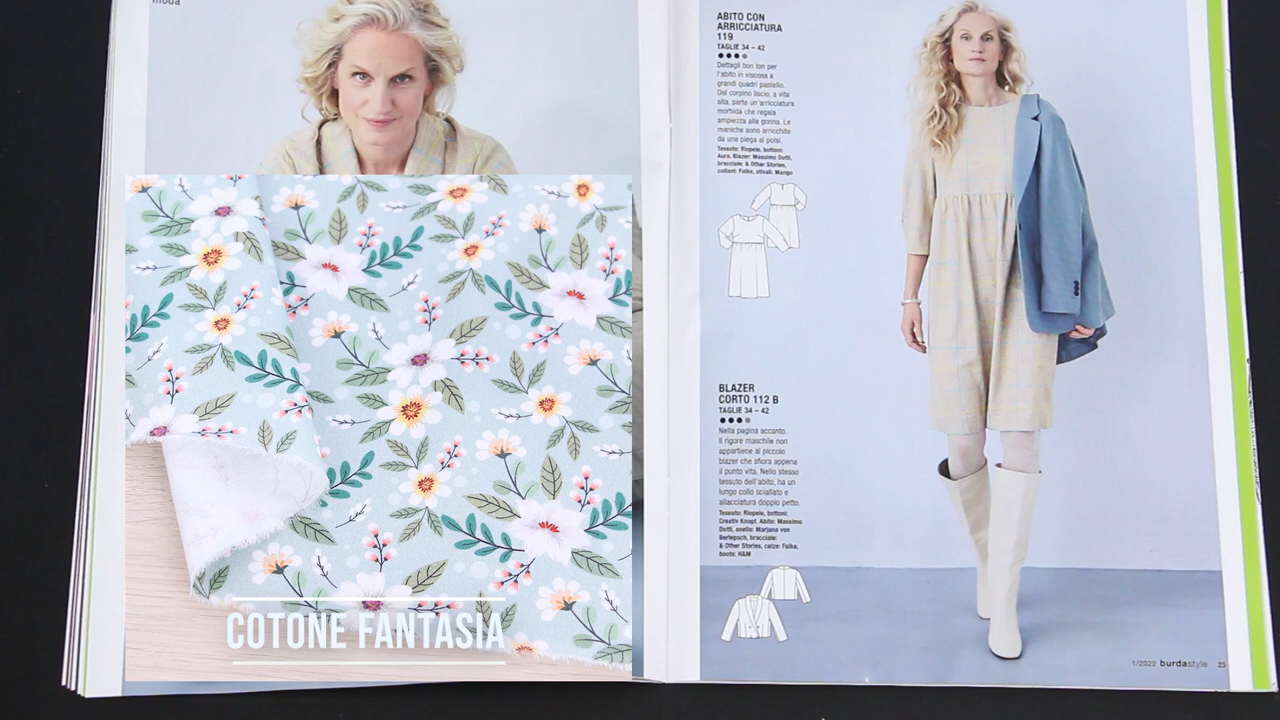 moda
COTONE FANTASIA
ABITO CON
ARRICCIATURA
119
TAGLIE 34 – 42
Dettagli bon ton per
l'abito in viscosa a
grandi quadri pastello.
Dal corpino liscio, a vita
alta, parte un'arricciatura
morbida che regala
ampiezza alla gonna. Le
maniche sono arricchite
da una piega ai polsi.
Tessuto: Riopele, bottoni:
Aura, Blazer: Massimo Dutti,
bracciale: & Other Stories,
collant: Falke, stivali: Mango
BLAZER
CORTO 112 B
TAGLIE 34 – 42
Nella pagina accanto.
Il rigore maschile non
appartiene al piccolo
blazer che sfiora appena
il punto vita. Nello stesso
tessuto dell'abito, ha un
lungo collo sciallato e
allacciatura doppio petto.
Tessuto: Riopele, bottoni:
Creativ Knopf, Abito: Massimo
Dutti, anello: Marjana von
Berlepsch, bracciale:
& Other Stories, calze: Falke,
boots: H&M
1/2022 burdastyle 25